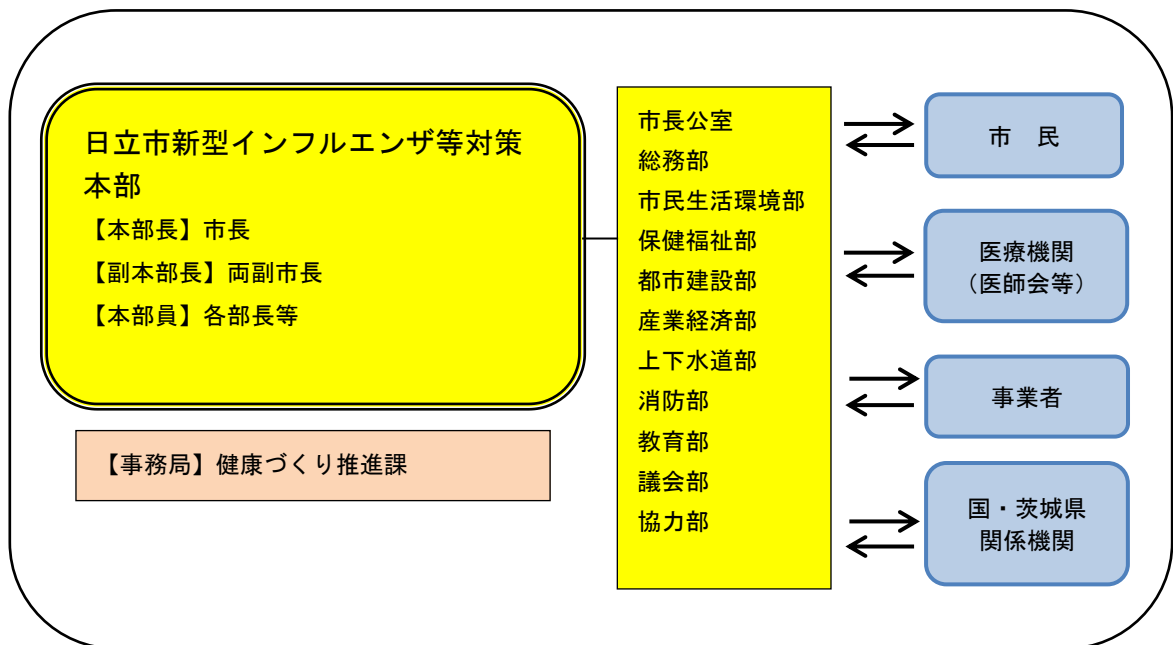 日立市新型インフルエンザ等対策
本部
【本部長】市長
【副本部長】両副市長
【本部員】各部長等
【事務局】健康づくり推進課
市長公室
総務部
市民生活環境部
保健福祉部
都市建設部
産業経済部
上下水道部
消防部
教育部
議会部
協力部
市　民
医療機関
（医師会等）
事業者
国・茨城県
関係機関